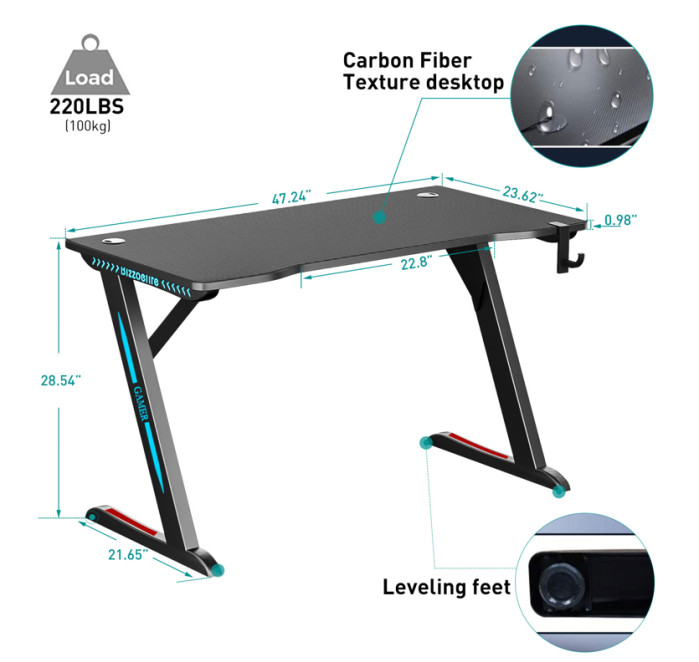 Load
220LBS
(100kg)
Carbon Fiber
Texture desktop
47.24”
23.62”
0.98”
22.8”
Bizzoelife
28.54”
GAMER
21.65”
Leveling feet